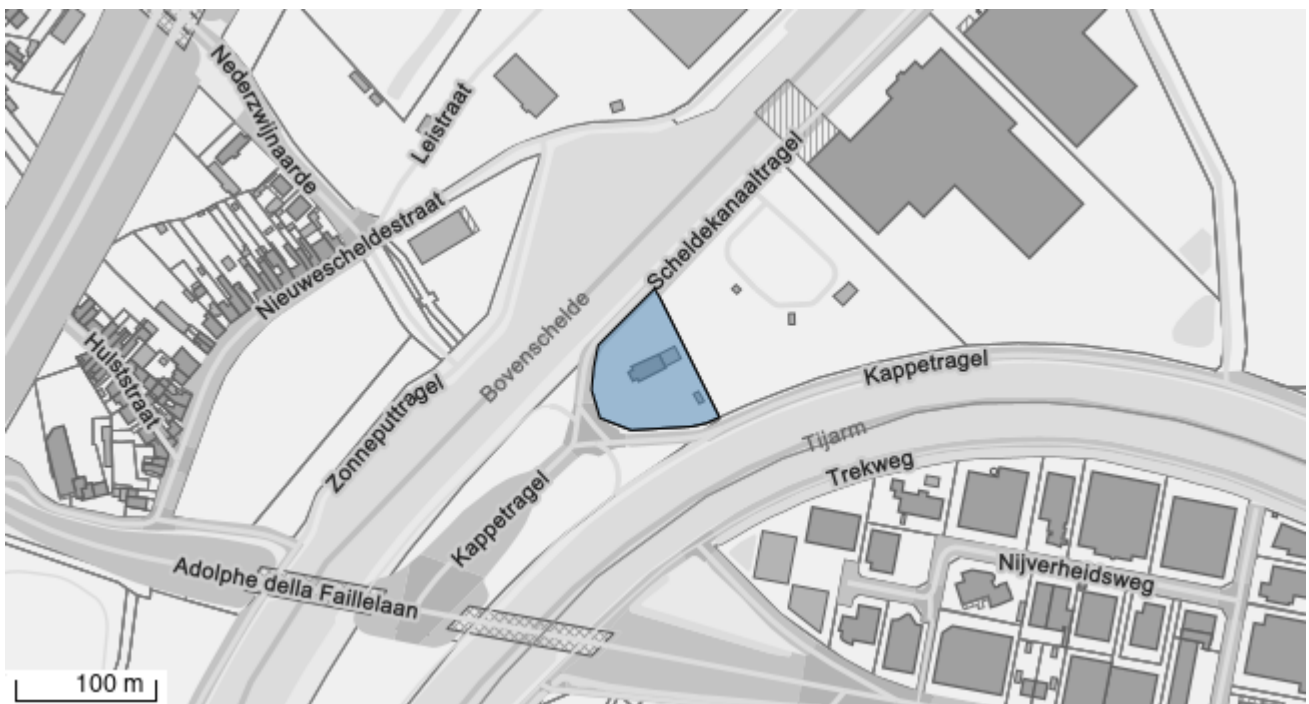 Nederzwijnaarde
Leistraat
Nieuwescheldestraat
Scheldekanaaltragel
Hulststraat
Bovenschelde
Zonneputtragel
Kappetragel
Tijarm
Trekweg
Kappetragel
Nijverheidsweg
Adolphe della Faillelaan
100 m